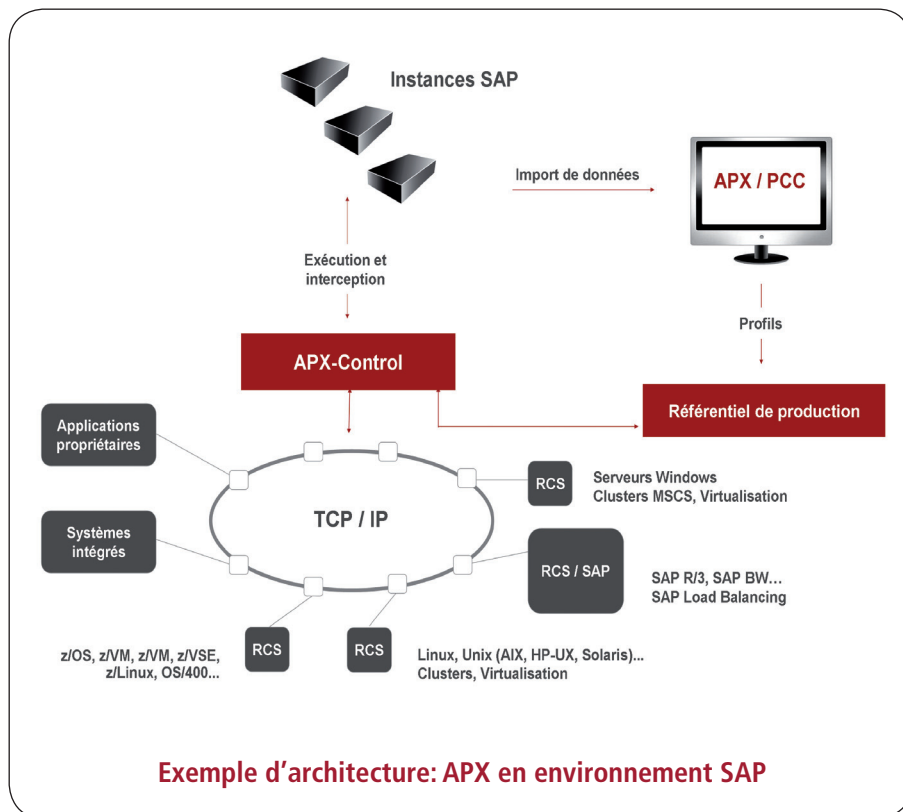 Instances SAP
Import de données
APX / PCC
Exécution et
interception
Profils
APX-Control
Référentiel de production
Applications
propriétaires
RCS
Serveurs Windows
Clusters MSCS, Virtualisation
TCP / IP
Systèmes
intégrés
RCS / SAP
SAP R/3, SAP BW...
SAP Load Balancing
z/OS, z/VM, z/VM, z/VSE,
z/Linux, OS/400...
RCS
RCS
Linux, Unix (AIX, HP-UX, Solaris)...
Clusters, Virtualisation
Exemple d’architecture: APX en environnement SAP